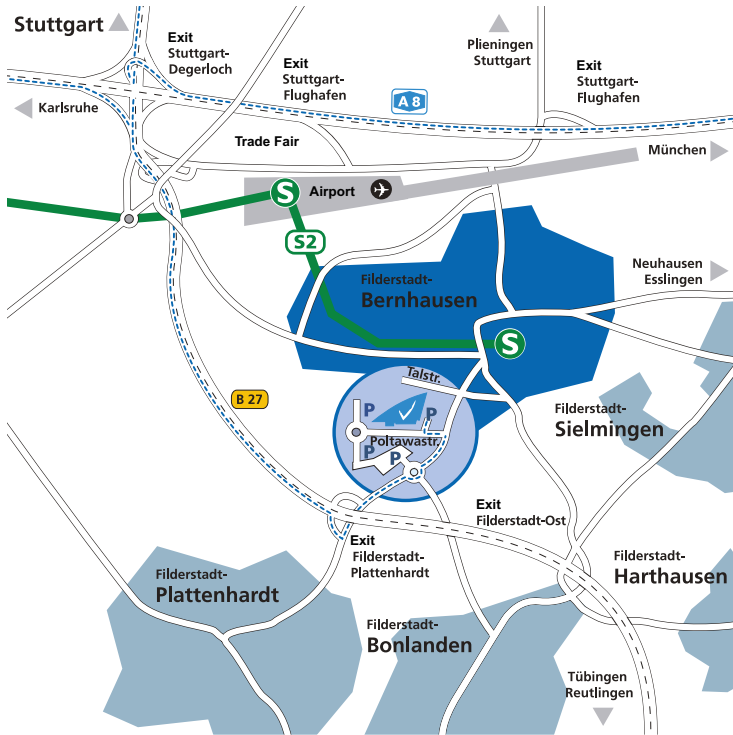 Stuttgart
Exit
Stuttgart-
Degerloch
Exit
Stuttgart-
Flughafen
Plieningen
Stuttgart
Exit
Stuttgart-
Flughafen
A 8
Karlsruhe
Trade Fair
München
S
Airport
S2
Neuhausen
Esslingen
Filderstadt-
Bernhausen
S
Talstr.
B 27
P
P
Poltawastr.
P
P
Filderstadt-
Sielmingen
Exit
Filderstadt-Ost
Exit
Filderstadt-
Plattenhardt
Filderstadt-
Harthausen
Filderstadt-
Plattenhardt
Filderstadt-
Bonlanden
Tübingen
Reutlingen